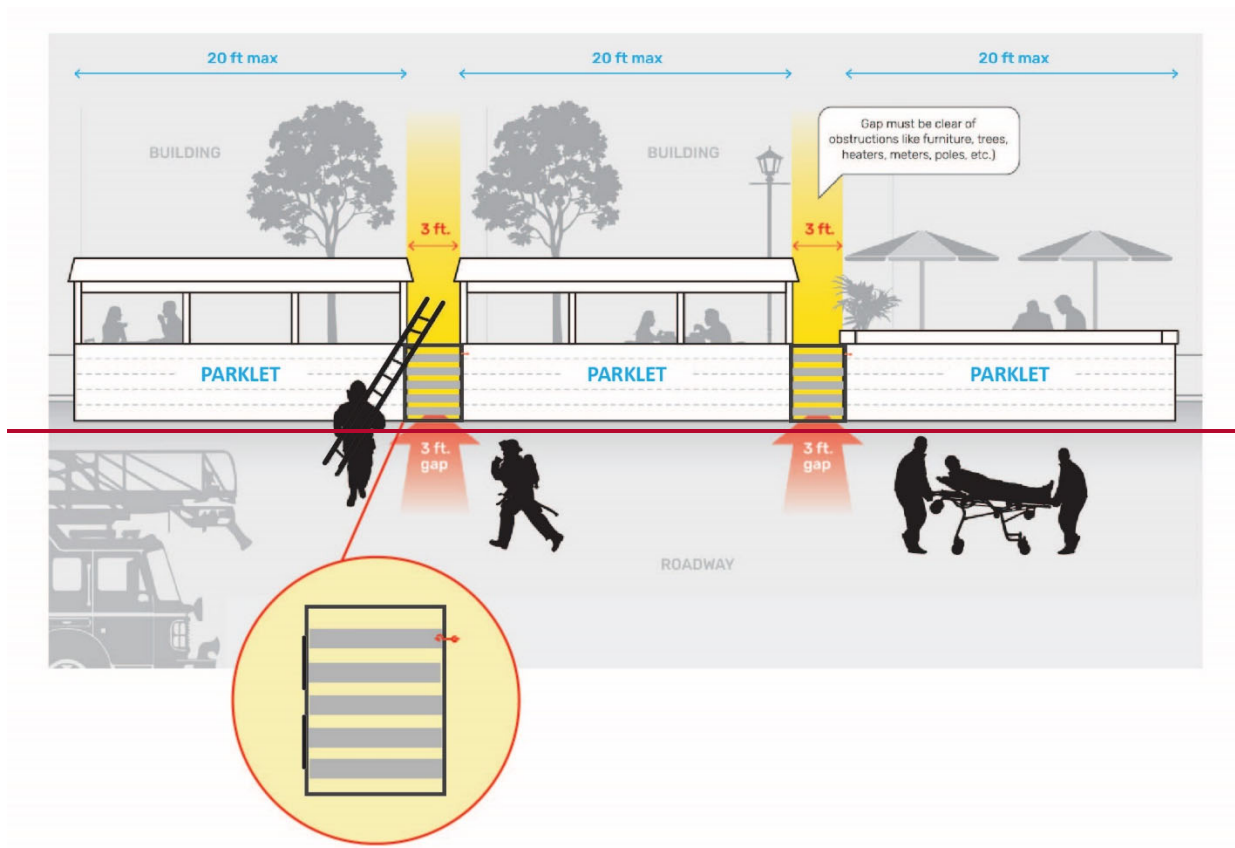 20 ft max
20 ft max
20 ft max
Gap must be clear of
obstructions like furniture, trees,
heaters, meters, poles, etc.)
BUILDING
BUILDING
3 ft.
3 ft.
PARKLET
PARKLET
PARKLET
3 ft.
gap
3 ft.
gap
ROADWAY